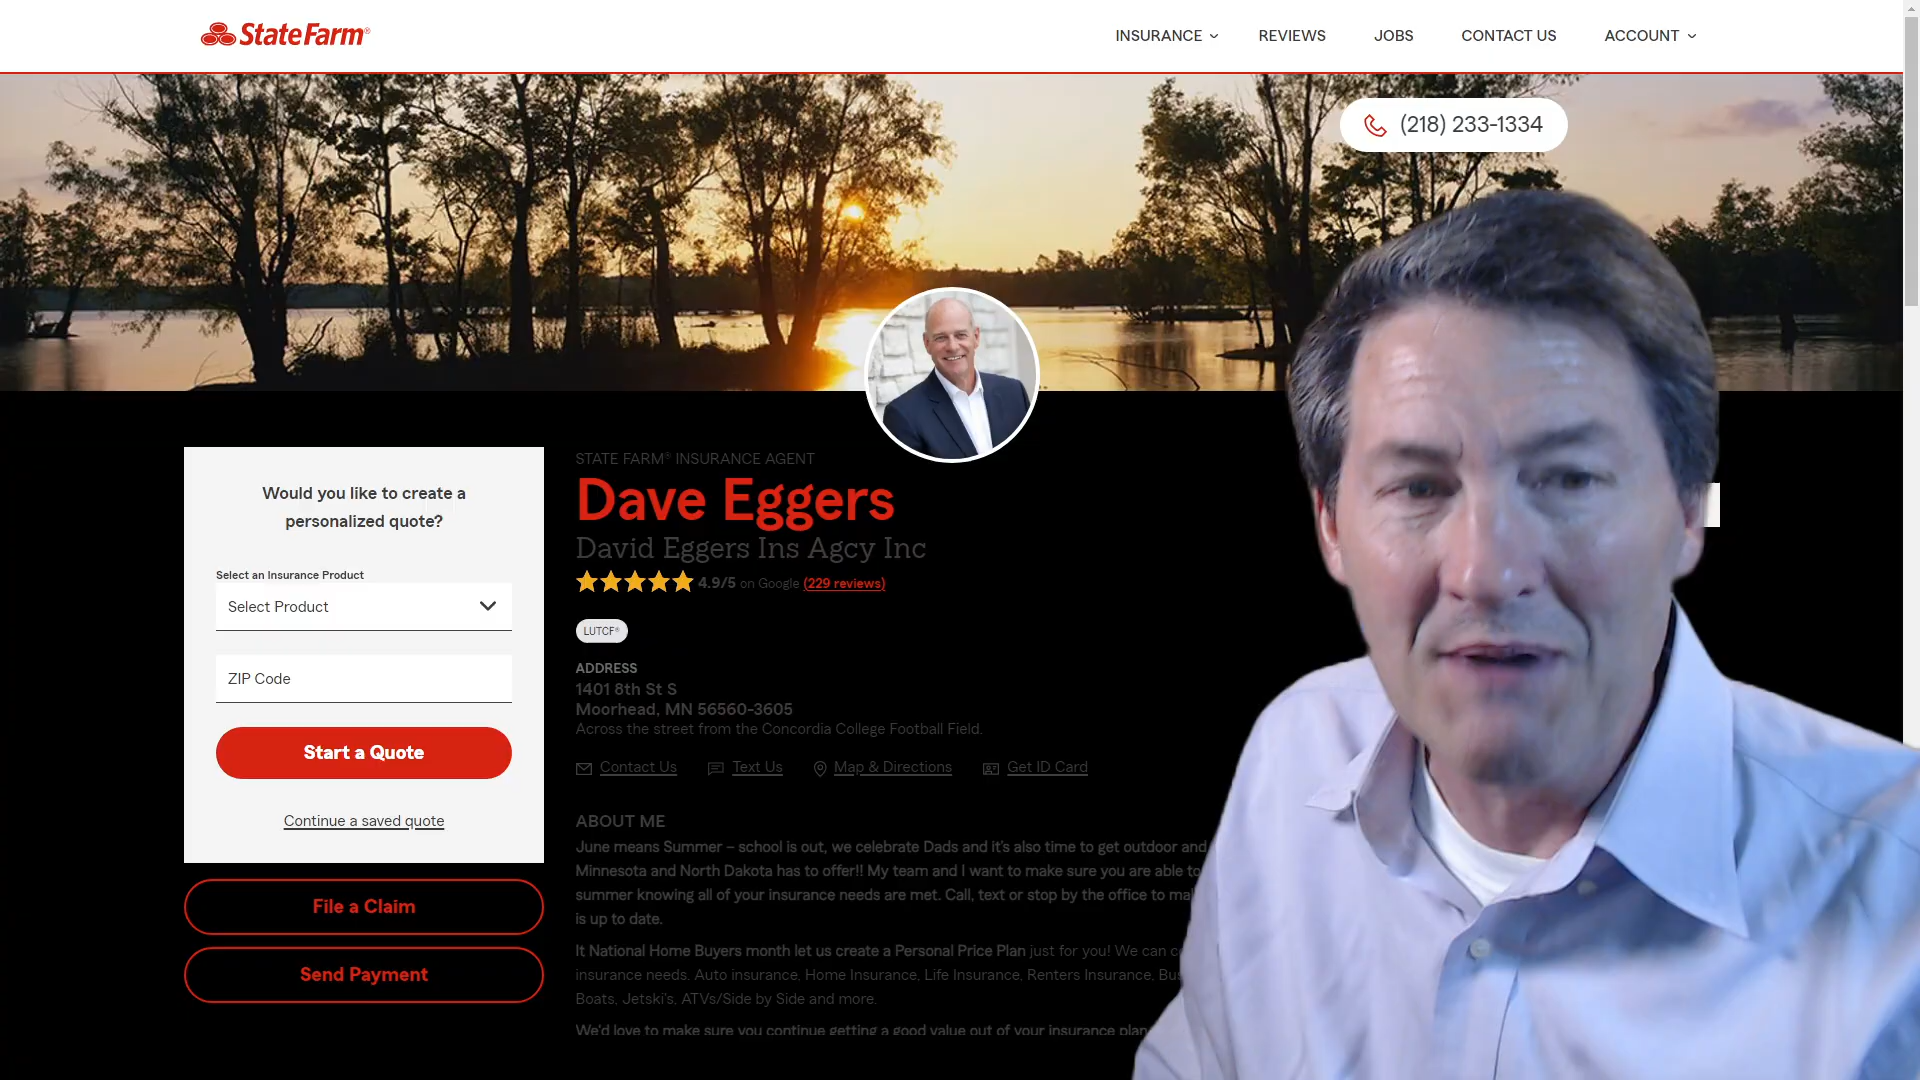 StateFarm®
INSURANCE
REVIEWS
JOBS
CONTACT US
ACCOUNT
(218) 233-1334
Would you like to create a
personalized quote?
Select an Insurance Product
Select Product
ZIP Code
Start a Quote
Continue a saved quote
File a Claim
Send Payment
STATE FARM® INSURANCE AGENT
Dave Eggers
David Eggers Ins Agcy Inc
4.9/5 on Google (229 reviews)
LUTCF®
ADDRESS
1401 8th St S
Moorhead, MN 56560-3605
Across the street from the Concordia College Football Field.
Contact Us
Text Us
Map & Directions
Get ID Card
ABOUT ME
June means Summer – school is out, we celebrate Dads and it's also time to get outdoor and
Minnesota and North Dakota has to offer!! My team and I want to make sure you are able to
summer knowing all of your insurance needs are met. Call, text or stop by the office to
is up to date.
It National Home Buyers month let us create a Personal Price Plan just for you! We can
insurance needs. Auto insurance, Home Insurance, Life Insurance, Renters Insurance,
Boats, Jetski's, ATVs/Side by Side and more.
We'd love to make sure you continue getting a good value out of your insurance plan